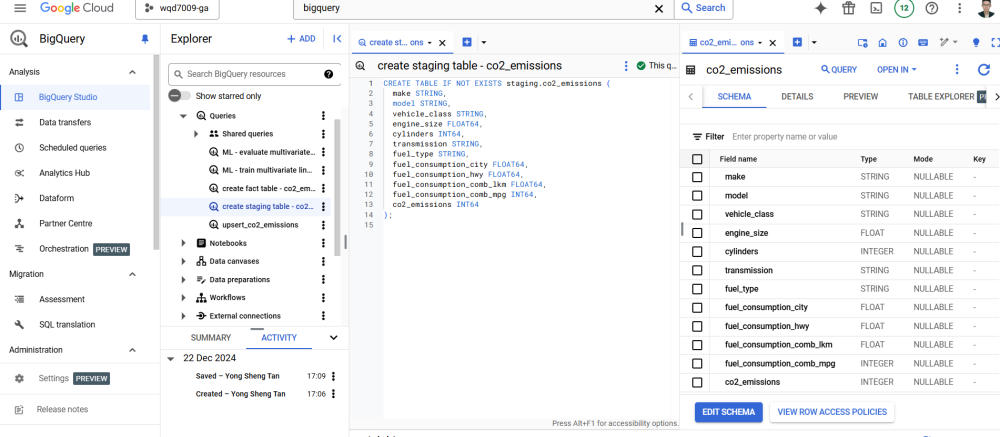 Google Cloud
wqd7009-ga
bigquery
Search
12
BigQuery
Analysis
BigQuery Studio
Data transfers
Scheduled queries
Analytics Hub
Dataform
Partner Centre
Orchestration PREVIEW
Migration
Assessment
SQL translation
Administration
Settings PREVIEW
Release notes
Explorer
+ ADD
Search BigQuery resources
Show starred only
Queries
Shared queries
ML - evaluate multivariate...
ML - train multivariate lin...
create fact table - co2_em...
create staging table - co2_...
upsert_co2_emissions
Notebooks
Data canvases
Data preparations
Workflows
External connections
SUMMARY ACTIVITY
22 Dec 2024
Saved – Yong Sheng Tan 17:09
Created – Yong Sheng Tan 17:06
create st... ons
create staging table - co2_emissions
This q...
1 CREATE TABLE IF NOT EXISTS staging.co2_emissions (
2 make STRING,
3 model STRING,
4 vehicle_class STRING,
5 engine_size FLOAT64,
6 cylinders INT64,
7 transmission STRING,
8 fuel_type STRING,
9 fuel_consumption_city FLOAT64,
10 fuel_consumption_hwy FLOAT64,
11 fuel_consumption_comb_lkm FLOAT64,
12 fuel_consumption_comb_mpg INT64,
13 co2_emissions INT64
14 );
15
Press Alt+F1 for accessibility options.
co2_emi... ons
co2_emissions
QUERY
OPEN IN
SCHEMA DETAILS PREVIEW TABLE EXPLORER
Filter Enter property name or value
Field name Type Mode Key
make STRING NULLABLE -
model STRING NULLABLE -
vehicle_class STRING NULLABLE -
engine_size FLOAT NULLABLE -
cylinders INTEGER NULLABLE -
transmission STRING NULLABLE -
fuel_type STRING NULLABLE -
fuel_consumption_city FLOAT NULLABLE -
fuel_consumption_hwy FLOAT NULLABLE -
fuel_consumption_comb_lkm FLOAT NULLABLE -
fuel_consumption_comb_mpg INTEGER NULLABLE -
co2_emissions INTEGER NULLABLE -
EDIT SCHEMA VIEW ROW ACCESS POLICIES